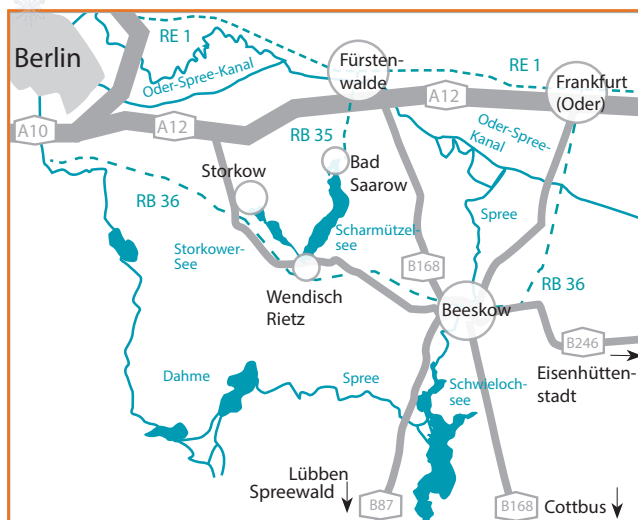 RE 1
Berlin
Fürsten-
walde
RE 1
Oder-Spree-Kanal
Frankfurt
(Oder)
A12
A10
A12
Oder-Spree-
Kanal
RB 35
Storkow
Bad
Saarow
RB 36
Spree
Scharmützel-
see
Storkower-
See
B168
RB 36
Wendisch
Rietz
Beeskow
B246
Eisenhütten-
stadt
Dahme
Spree
Schwieloch-
see
Lübben
Spreewald
B87
B168
Cottbus